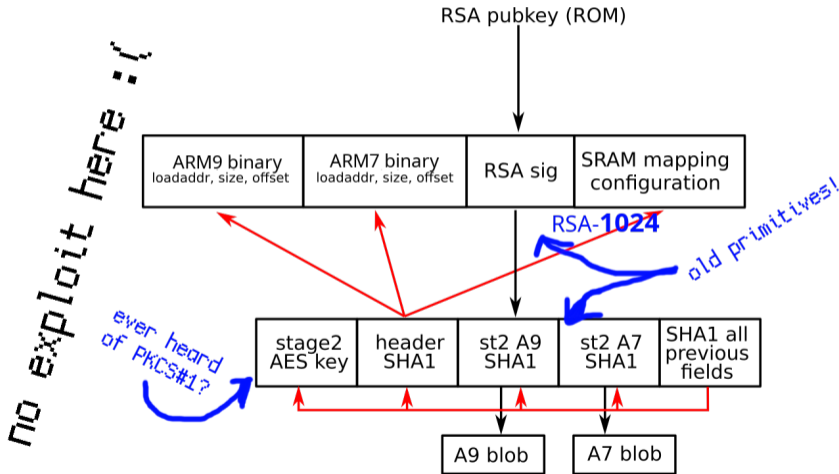 RSA pubkey (ROM)
no exploit here :(
ARM9 binary
loadaddr, size, offset
ARM7 binary
loadaddr, size, offset
RSA sig
SRAM mapping
configuration
RSA-1024
old primitives!
ever heard
of PKCS#1?
stage2
AES key
header
SHA1
st2 A9
SHA1
st2 A7
SHA1
SHA1 all
previous
fields
A9 blob
A7 blob